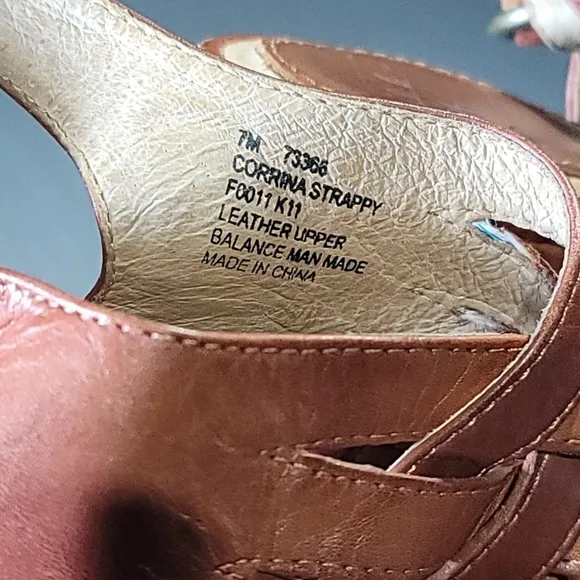 7M 73366
CORRINA STRAPPY
F0011 K11
LEATHER UPPER
BALANCE MAN MADE
MADE IN CHINA